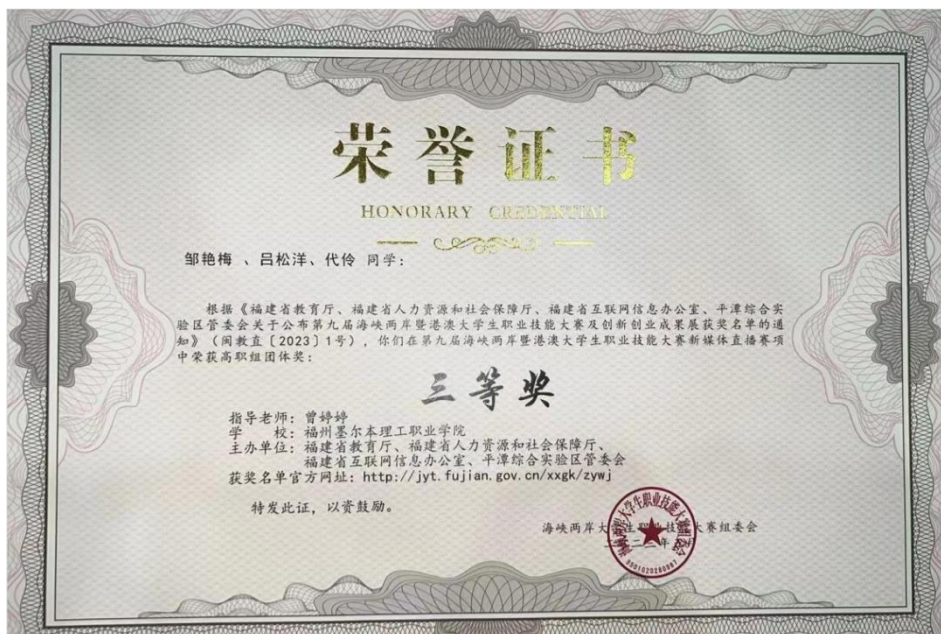 荣誉证书
HONORARY CREDENTIAL
邹艳梅 、吕松洋、代伶 同学：
根据《福建省教育厅、福建省人力资源和社会保障厅、福建省互联网信息办公室、平潭综合实
验区管委会关于公布第九届海峡两岸暨港澳大学生职业技能大赛及创新创业成果展获奖名单的通
知》（闽教直〔2023〕1号），你们在第九届海峡两岸暨港澳大学生职业技能大赛新媒体直播赛项
中荣获高职组团体奖：
三等奖
指导老师：曾婷婷
学 校：福州墨尔本理工职业学院
主办单位：福建省教育厅、福建省人力资源和社会保障厅、
福建省互联网信息办公室、平潭综合实验区管委会
获奖名单官方网址：http://jyt.fujian.gov.cn/xxgk/zywj
特发此证，以资鼓励。
海峡两岸大学生职业技能大赛组委会